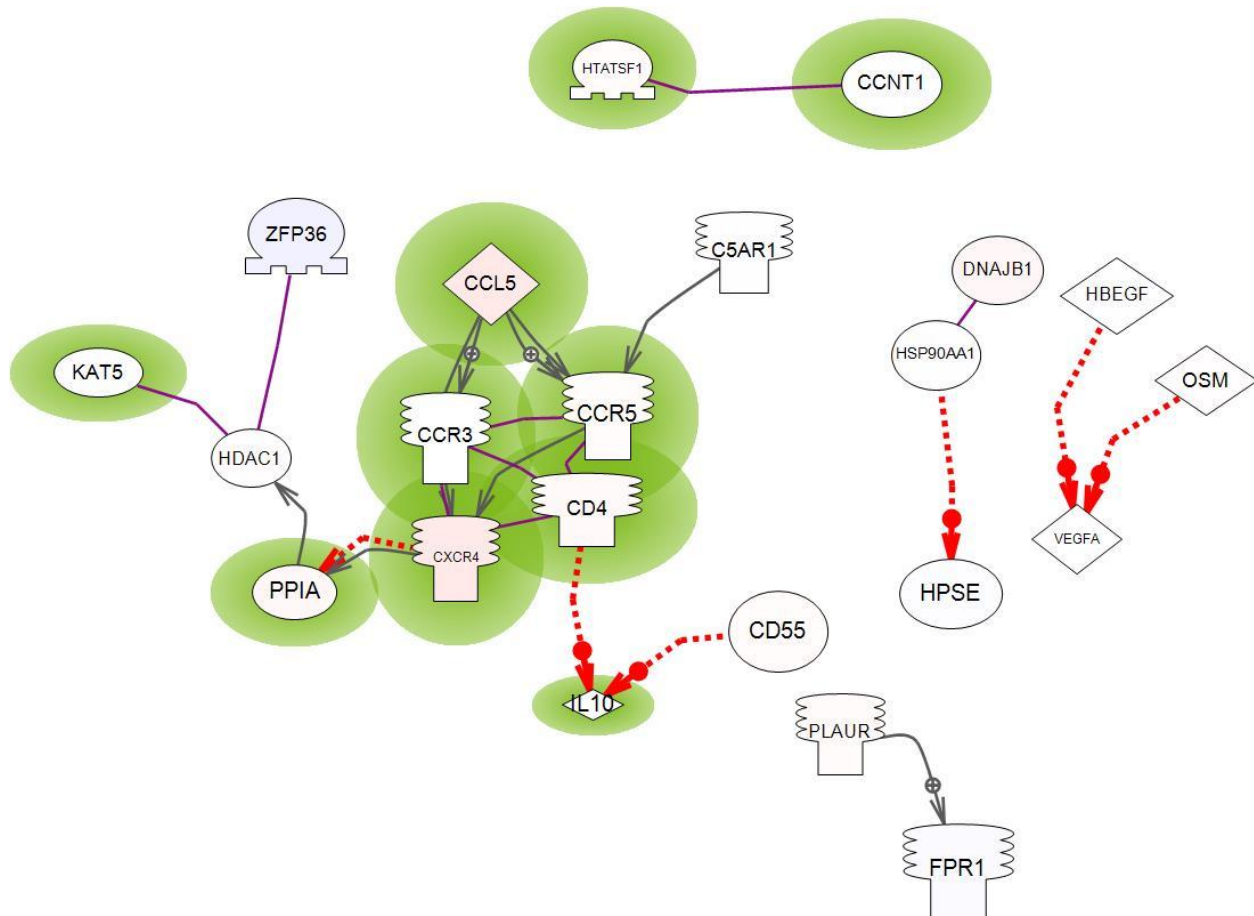 HTATSF1
CCNT1
ZFP36
C5AR1
CCL5
DNAJB1
HBEGF
HSP90AA1
KAT5
OSM
CCR5
CCR3
HDAC1
CD4
VEGFA
CXCR4
PPIA
HPSE
CD55
IL10
PLAUR
FPR1